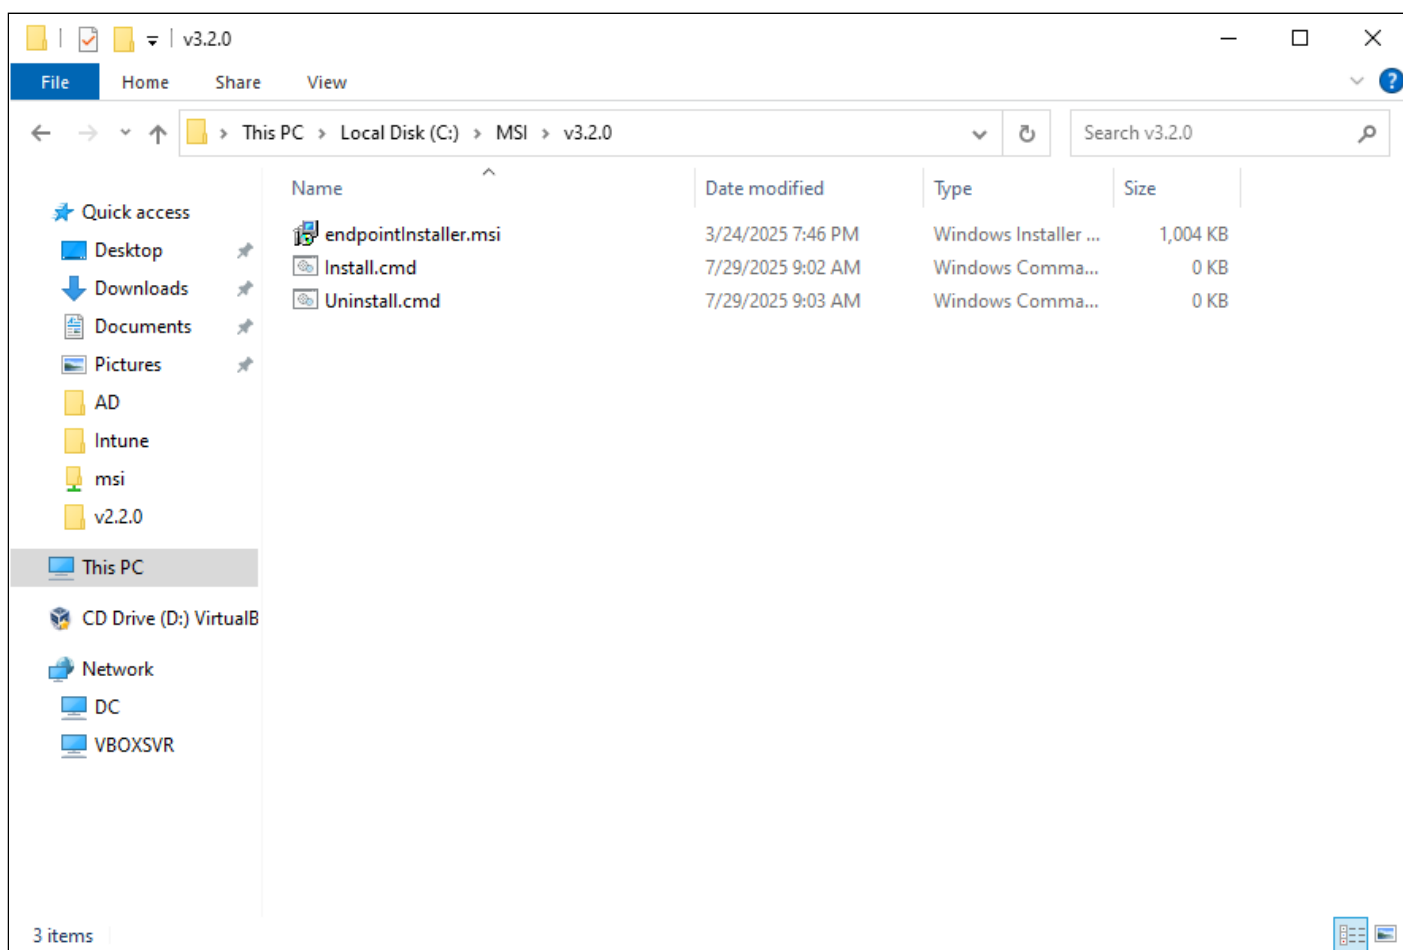 v3.2.0
File Home Share View
This PC > Local Disk (C:) > MSI > v3.2.0
Search v3.2.0
Name Date modified Type Size
Quick access
Desktop
Downloads
Documents
Pictures
AD
Intune
msi
v2.2.0
This PC
CD Drive (D:) VirtualB
Network
DC
VBOXSVR
endpointInstaller.msi 3/24/2025 7:46 PM Windows Installer ... 1,004 KB
Install.cmd 7/29/2025 9:02 AM Windows Comma... 0 KB
Uninstall.cmd 7/29/2025 9:03 AM Windows Comma... 0 KB
3 items